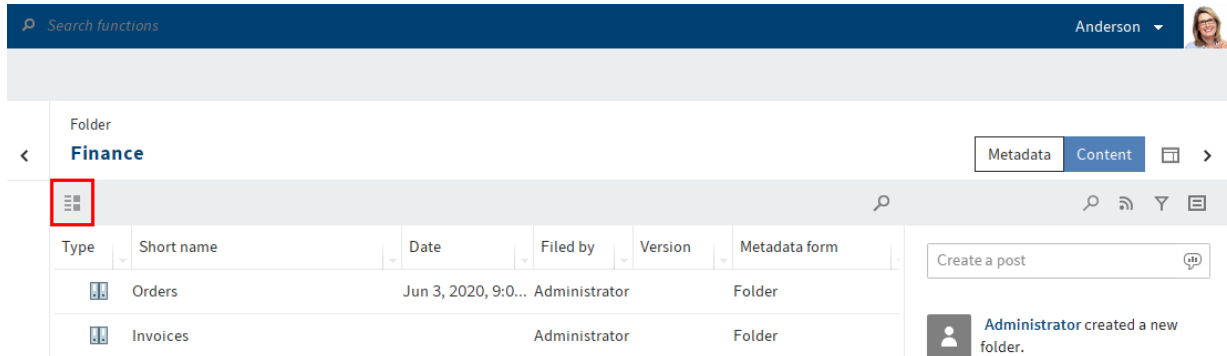 Search functions
Anderson
Folder
Finance
Metadata Content
Type Short name Date Filed by Version Metadata form
Orders Jun 3, 2020, 9:0... Administrator Folder
Invoices Administrator Folder
Create a post
Administrator created a new
folder.